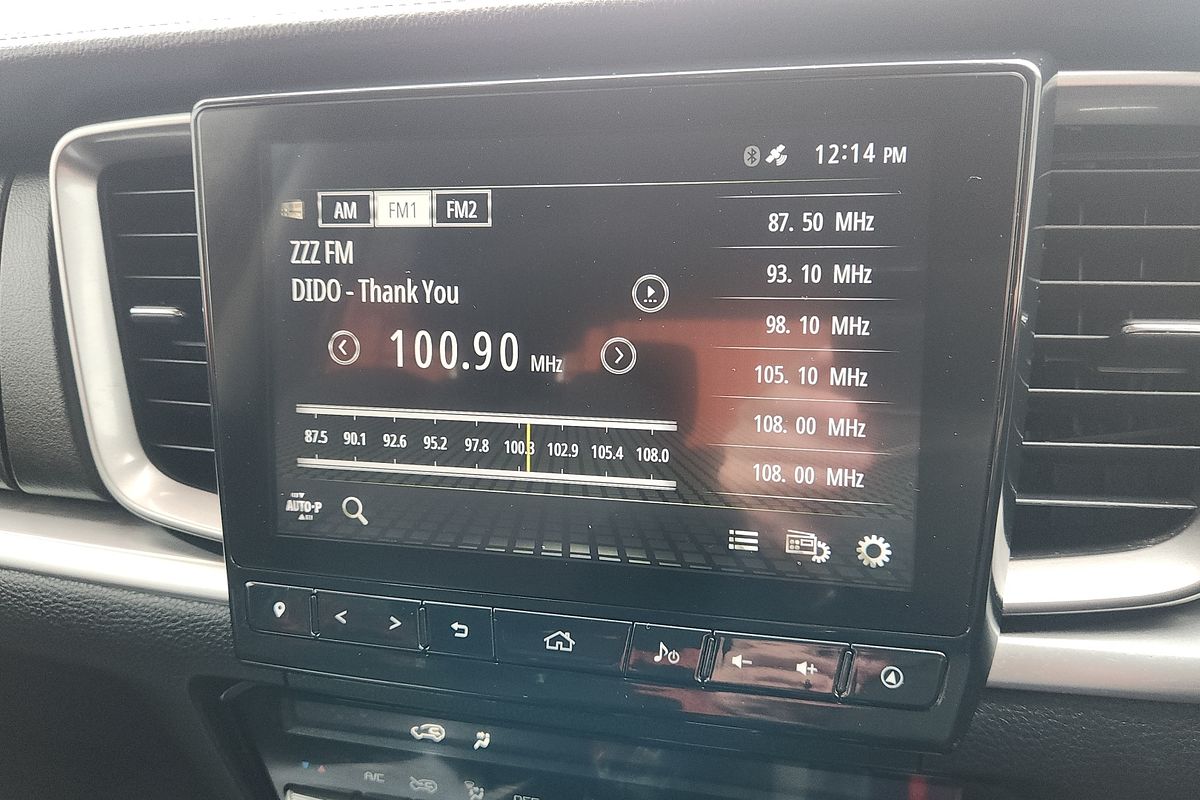 12:14 PM
AM FM1 FM2
ZZZ FM
DIDO - Thank You
100.90 MHz
87.5 90.1 92.6 95.2 97.8 100.3 102.9 105.4 108.0
AUTO-P
87. 50 MHz
93. 10 MHz
98. 10 MHz
105. 10 MHz
108. 00 MHz
108. 00 MHz
A/C